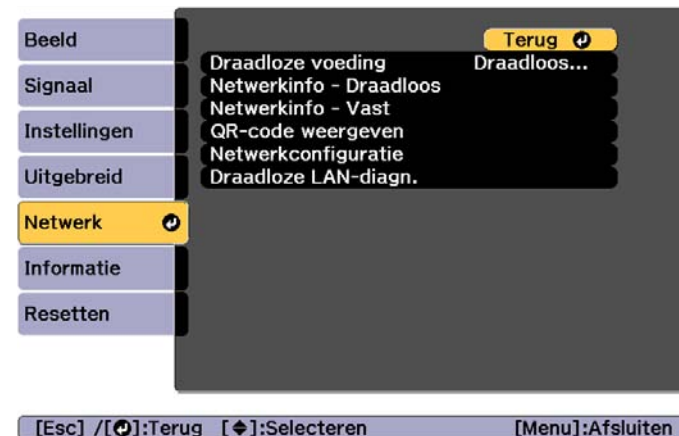 Beeld
Signaal
Instellingen
Uitgebreid
Netwerk
Informatie
Resetten
Terug
Draadloze voeding Draadloos...
Netwerkinfo - Draadloos
Netwerkinfo - Vast
QR-code weergeven
Netwerkconfiguratie
Draadloze LAN-diagn.
[Esc] /[⏎]:Terug [◆]:Selecteren [Menu]:Afsluiten